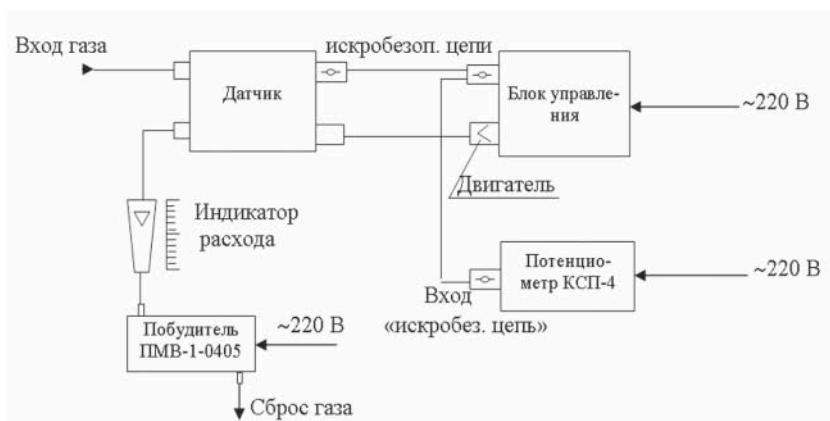 Вход газа
искробезоп. цепи
Датчик
Блок управле-
ния
~220 В
Двигатель
Индикатор
расхода
Потенцио-
метр КСП-4
~220 В
Вход
«искробез. цепь»
Побудитель
ПМВ-1-0405
~220 В
Сброс газа